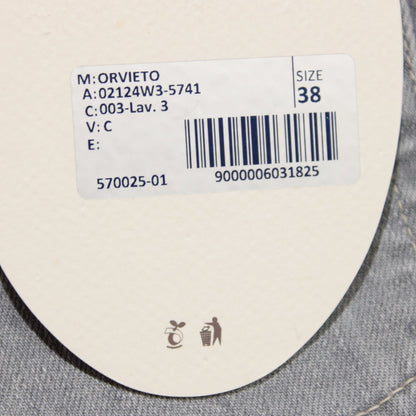 M: ORVIETO
A: 02124W3-5741
C: 003-Lav. 3
V: C
E:
SIZE
38
570025-01
9000006031825